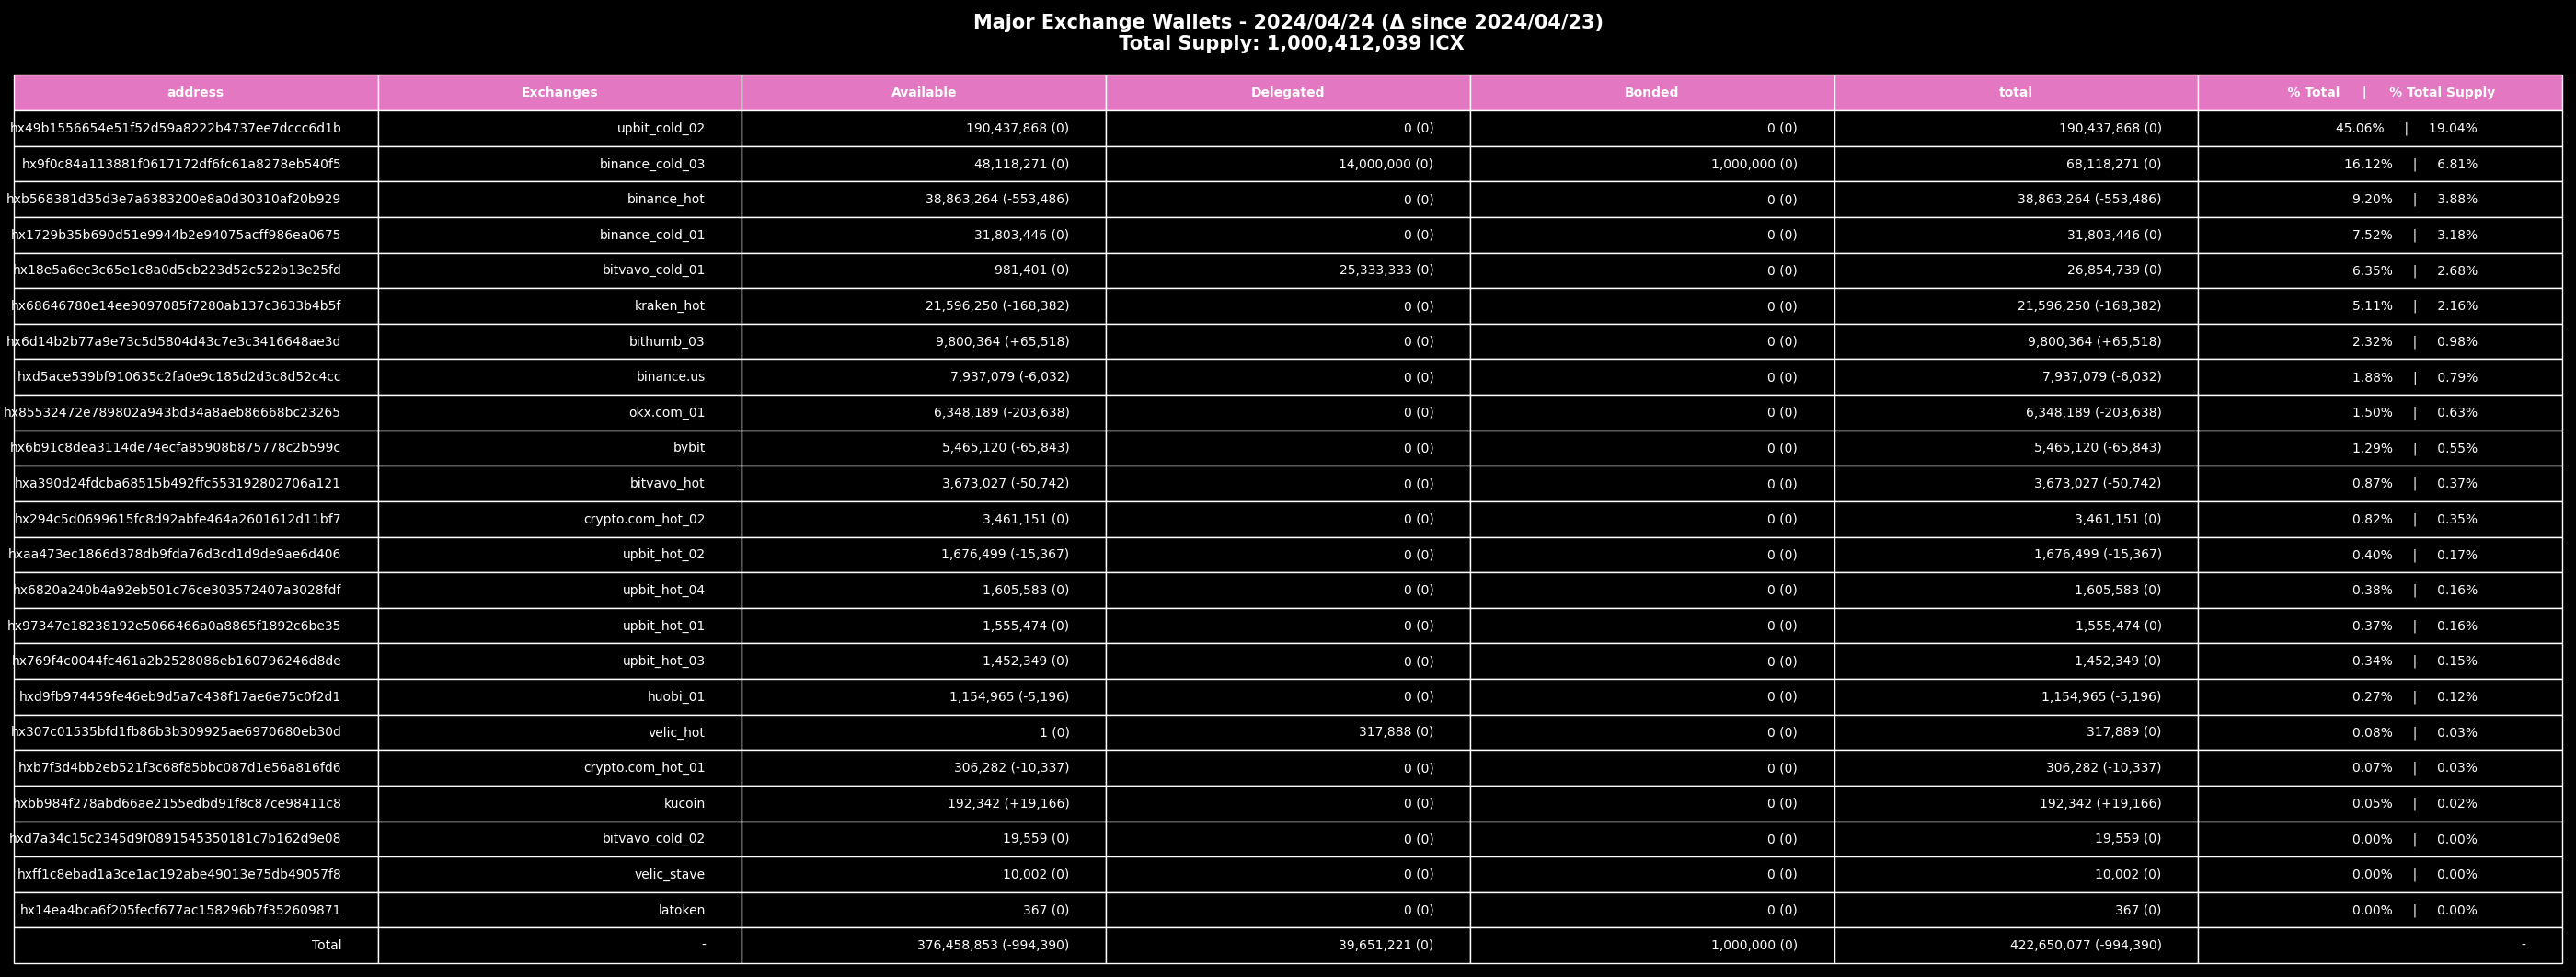 Major Exchange Wallets - 2024/04/24 (Δ since 2024/04/23)
Total Supply: 1,000,412,039 ICX
address Exchanges Available Delegated Bonded total % Total | % Total Supply
hx49b1556654e51f52d59a8222b4737ee7dccc6d1b upbit_cold_02 190,437,868 (0) 0 (0) 0 (0) 190,437,868 (0) 45.06% | 19.04%
hx9f0c84a113881f0617172df6fc61a8278eb540f5 binance_cold_03 48,118,271 (0) 14,000,000 (0) 1,000,000 (0) 68,118,271 (0) 16.12% | 6.81%
hxb568381d35d3e7a6383200e8a0d30310af20b929 binance_hot 38,863,264 (-553,486) 0 (0) 0 (0) 38,863,264 (-553,486) 9.20% | 3.88%
hx1729b35b690d51e9944b2e94075acff986ea0675 binance_cold_01 31,803,446 (0) 0 (0) 0 (0) 31,803,446 (0) 7.52% | 3.18%
hx18e5a6ec3c65e1c8a0d5cb223d52c522b13e25fd bitvavo_cold_01 981,401 (0) 25,333,333 (0) 0 (0) 26,854,739 (0) 6.35% | 2.68%
hx68646780e14ee9097085f7280ab137c3633b4b5f kraken_hot 21,596,250 (-168,382) 0 (0) 0 (0) 21,596,250 (-168,382) 5.11% | 2.16%
hx6d14b2b77a9e73c5d5804d43c7e3c3416648ae3d bithumb_03 9,800,364 (+65,518) 0 (0) 0 (0) 9,800,364 (+65,518) 2.32% | 0.98%
hxd5ace539bf910635c2fa0e9c185d2d3c8d52c4cc binance.us 7,937,079 (-6,032) 0 (0) 0 (0) 7,937,079 (-6,032) 1.88% | 0.79%
hx85532472e789802a943bd34a8aeb86668bc23265 okx.com_01 6,348,189 (-203,638) 0 (0) 0 (0) 6,348,189 (-203,638) 1.50% | 0.63%
hx6b91c8dea3114de74ecfa85908b875778c2b599c bybit 5,465,120 (-65,843) 0 (0) 0 (0) 5,465,120 (-65,843) 1.29% | 0.55%
hxa390d24fdcba68515b492ffc553192802706a121 bitvavo_hot 3,673,027 (-50,742) 0 (0) 0 (0) 3,673,027 (-50,742) 0.87% | 0.37%
hx294c5d0699615fc8d92abfe464a2601612d11bf7 crypto.com_hot_02 3,461,151 (0) 0 (0) 0 (0) 3,461,151 (0) 0.82% | 0.35%
hxaa473ec1866d378db9fda76d3cd1d9de9ae6d406 upbit_hot_02 1,676,499 (-15,367) 0 (0) 0 (0) 1,676,499 (-15,367) 0.40% | 0.17%
hx6820a240b4a92eb501c76ce303572407a3028fdf upbit_hot_04 1,605,583 (0) 0 (0) 0 (0) 1,605,583 (0) 0.38% | 0.16%
hx97347e18238192e5066466a0a8865f1892c6be35 upbit_hot_01 1,555,474 (0) 0 (0) 0 (0) 1,555,474 (0) 0.37% | 0.16%
hx769f4c0044fc461a2b2528086eb160796246d8de upbit_hot_03 1,452,349 (0) 0 (0) 0 (0) 1,452,349 (0) 0.34% | 0.15%
hxd9fb974459fe46eb9d5a7c438f17ae6e75c0f2d1 huobi_01 1,154,965 (-5,196) 0 (0) 0 (0) 1,154,965 (-5,196) 0.27% | 0.12%
hx307c01535bfd1fb86b3b309925ae6970680eb30d velic_hot 1 (0) 317,888 (0) 0 (0) 317,889 (0) 0.08% | 0.03%
hxb7f3d4bb2eb521f3c68f85bbc087d1e56a816fd6 crypto.com_hot_01 306,282 (-10,337) 0 (0) 0 (0) 306,282 (-10,337) 0.07% | 0.03%
hxbb984f278abd66ae2155edbd91f8c87ce98411c8 kucoin 192,342 (+19,166) 0 (0) 0 (0) 192,342 (+19,166) 0.05% | 0.02%
hxd7a34c15c2345d9f0891545350181c7b162d9e08 bitvavo_cold_02 19,559 (0) 0 (0) 0 (0) 19,559 (0) 0.00% | 0.00%
hxff1c8ebad1a3ce1ac192abe49013e75db49057f8 velic_stave 10,002 (0) 0 (0) 0 (0) 10,002 (0) 0.00% | 0.00%
hx14ea4bca6f205fecf677ac158296b7f352609871 latoken 367 (0) 0 (0) 0 (0) 367 (0) 0.00% | 0.00%
Total - 376,458,853 (-994,390) 39,651,221 (0) 1,000,000 (0) 422,650,077 (-994,390) -